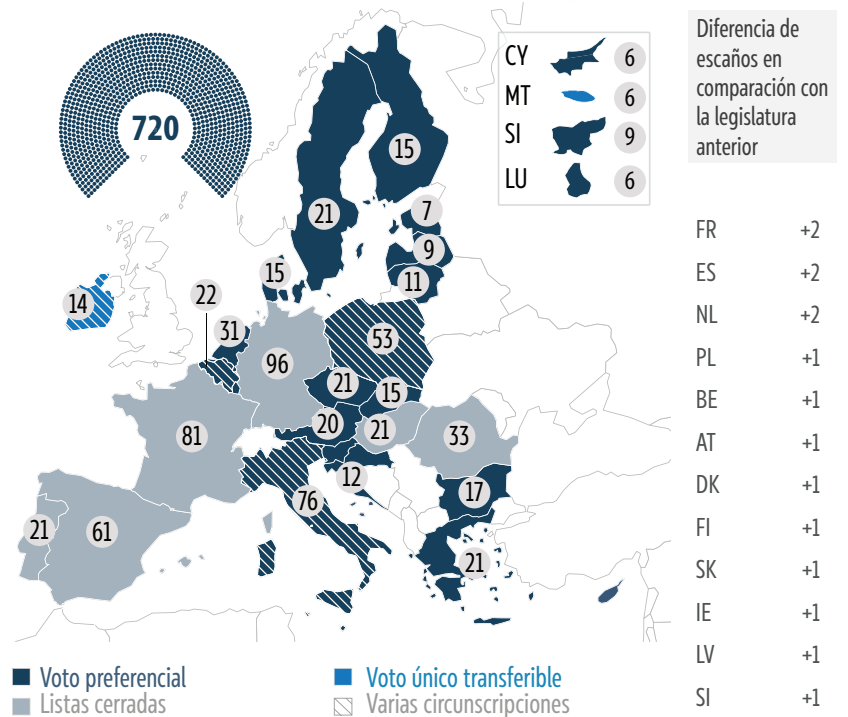 720
CY 6
MT 6
SI 9
LU 6
15
21
7
9
11
15
14
22
31
96
53
21
15
20
21
33
81
12
17
76
21
61
21
Voto preferencial
Listas cerradas
Voto único transferible
Varias circunscripciones
Diferencia de
escaños en
comparación con
la legislatura
anterior
FR +2
ES +2
NL +2
PL +1
BE +1
AT +1
DK +1
FI +1
SK +1
IE +1
LV +1
SI +1